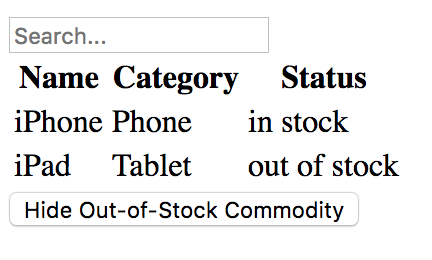 Search...
Name Category Status
iPhone Phone in stock
iPad Tablet out of stock
Hide Out-of-Stock Commodity